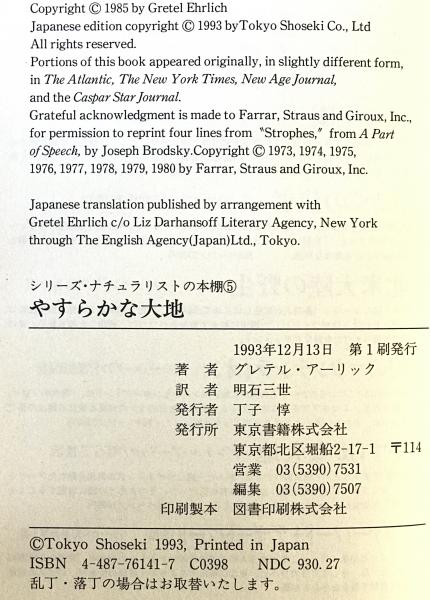 Copyright © 1985 by Gretel Ehrlich
Japanese edition copyright © 1993 by Tokyo Shoseki Co., Ltd
All rights reserved.
Portions of this book appeared originally, in slightly different form,
in The Atlantic, The New York Times, New Age Journal,
and the Caspar Star Journal.
Grateful acknowledgment is made to Farrar, Straus and Giroux, Inc.,
for permission to reprint four lines from “Strophes,” from A Part
of Speech, by Joseph Brodsky.Copyright © 1973, 1974, 1975,
1976, 1977, 1978, 1979, 1980 by Farrar, Straus and Giroux, Inc.
Japanese translation published by arrangement with
Gretel Ehrlich c/o Liz Darhansoff Literary Agency, New York
through The English Agency(Japan)Ltd., Tokyo.
シリーズ・ナチュラリストの本棚⑤
やすらかな大地
1993年12月13日 第1刷発行
著者 グレテル・アーリック
訳者 明石三世
発行者 丁子 惇
発行所 東京書籍株式会社
東京都北区堀船2-17-1 〒114
営業 03(5390)7531
編集 03(5390)7507
印刷製本 図書印刷株式会社
©Tokyo Shoseki 1993, Printed in Japan
ISBN 4-487-76141-7 C0398 NDC 930.27
乱丁・落丁の場合はお取替いたします。